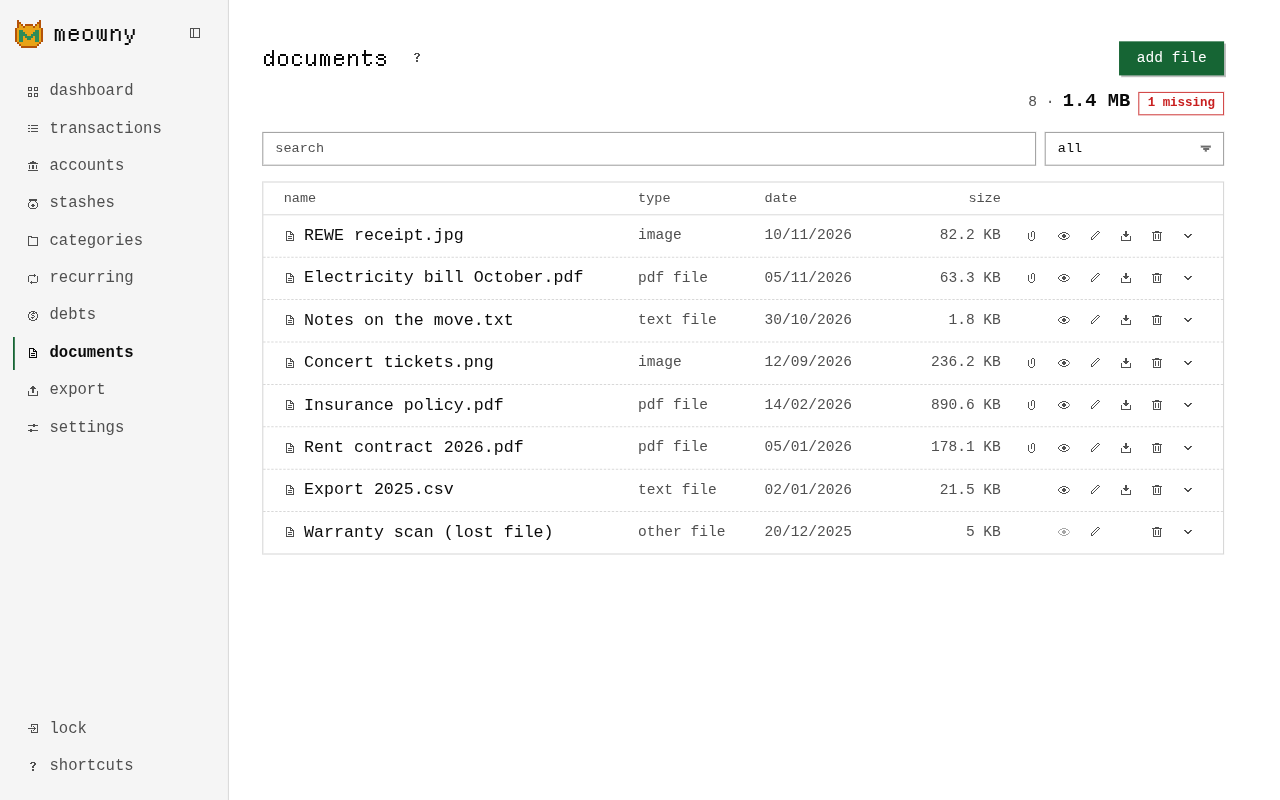 meowny
dashboard
transactions
accounts
stashes
categories
recurring
debts
documents
export
settings
lock
? shortcuts
documents ?
add file
8 · 1.4 MB 1 missing
search
all
name type date size
REWE receipt.jpg image 10/11/2026 82.2 KB
Electricity bill October.pdf pdf file 05/11/2026 63.3 KB
Notes on the move.txt text file 30/10/2026 1.8 KB
Concert tickets.png image 12/09/2026 236.2 KB
Insurance policy.pdf pdf file 14/02/2026 890.6 KB
Rent contract 2026.pdf pdf file 05/01/2026 178.1 KB
Export 2025.csv text file 02/01/2026 21.5 KB
Warranty scan (lost file) other file 20/12/2025 5 KB